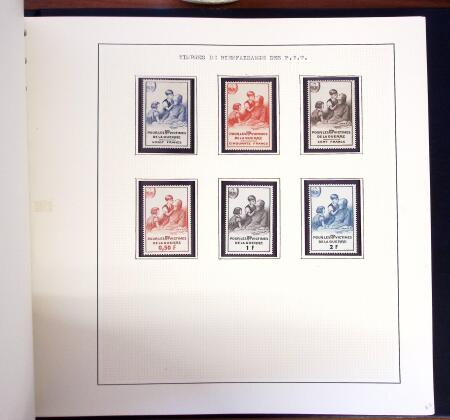 TIMBRES DE BIENFAISANCE DES P.T.T.
POUR LES VICTIMES
DE LA GUERRE
VINGT FRANCS
POUR LES VICTIMES
DE LA GUERRE
CINQUANTE FRANCS
POUR LES VICTIMES
DE LA GUERRE
CENT FRANCS
POUR LES VICTIMES
DE LA GUERRE
0,50 F
POUR LES VICTIMES
DE LA GUERRE
1 F
POUR LES VICTIMES
DE LA GUERRE
2 F